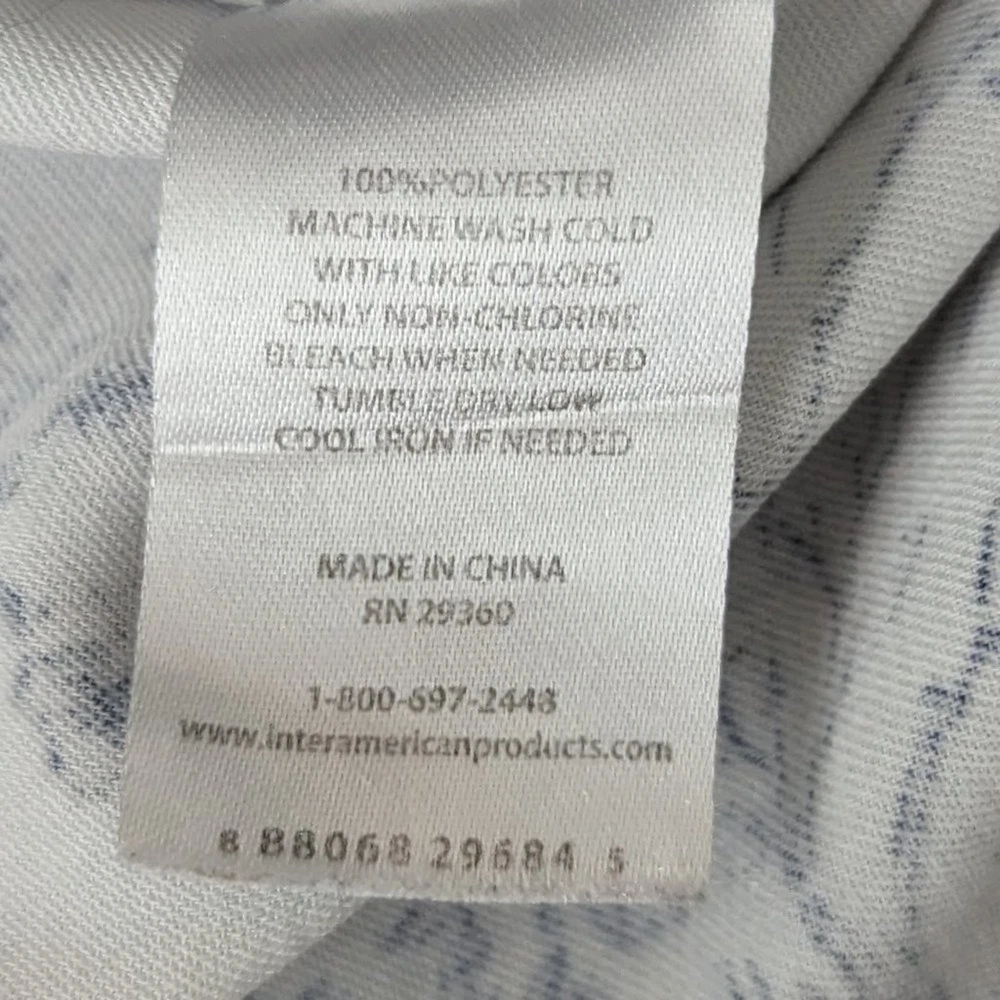 100%POLYESTER
MACHINE WASH COLD
WITH LIKE COLORS
ONLY NON-CHLORINE
BLEACH WHEN NEEDED
TUMBLE DRY LOW
COOL IRON IF NEEDED
MADE IN CHINA
RN 29360
1-800-697-2448
www.interamericanproducts.com
8 88068 29684 5